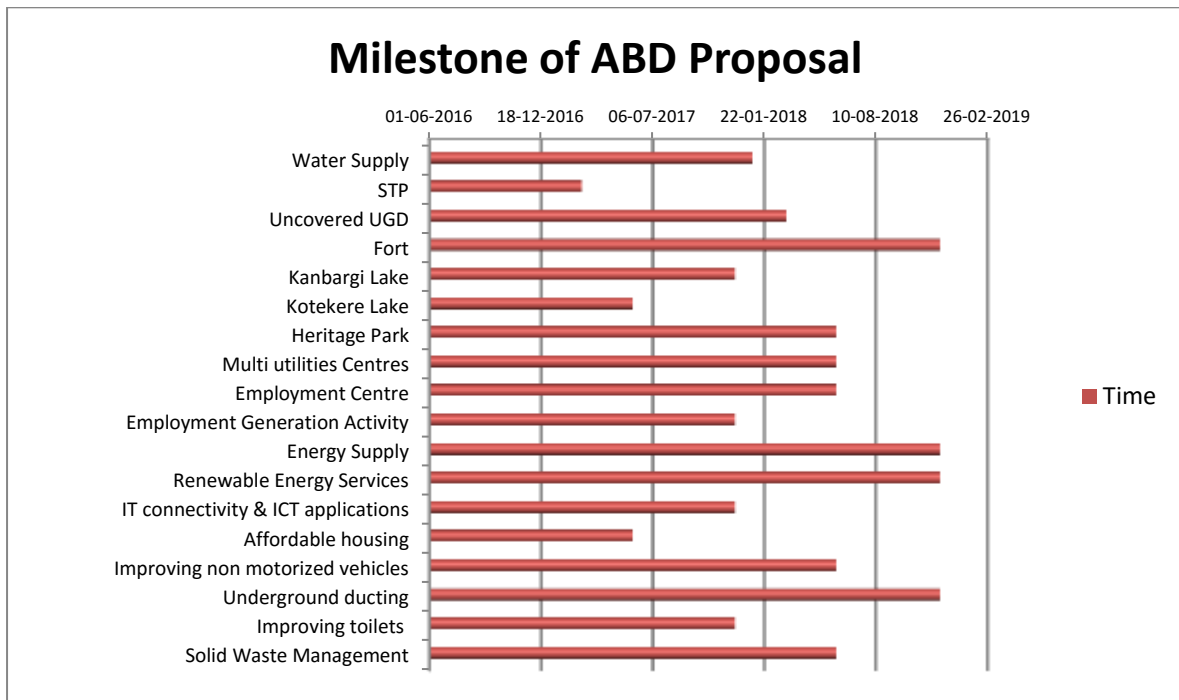 Milestone of ABD Proposal
01-06-2016 18-12-2016 06-07-2017 22-01-2018 10-08-2018 26-02-2019
Water Supply
STP
Uncovered UGD
Fort
Kanbargi Lake
Kotekere Lake
Heritage Park
Multi utilities Centres
Employment Centre
Employment Generation Activity
Energy Supply
Renewable Energy Services
IT connectivity & ICT applications
Affordable housing
Improving non motorized vehicles
Underground ducting
Improving toilets
Solid Waste Management
Time